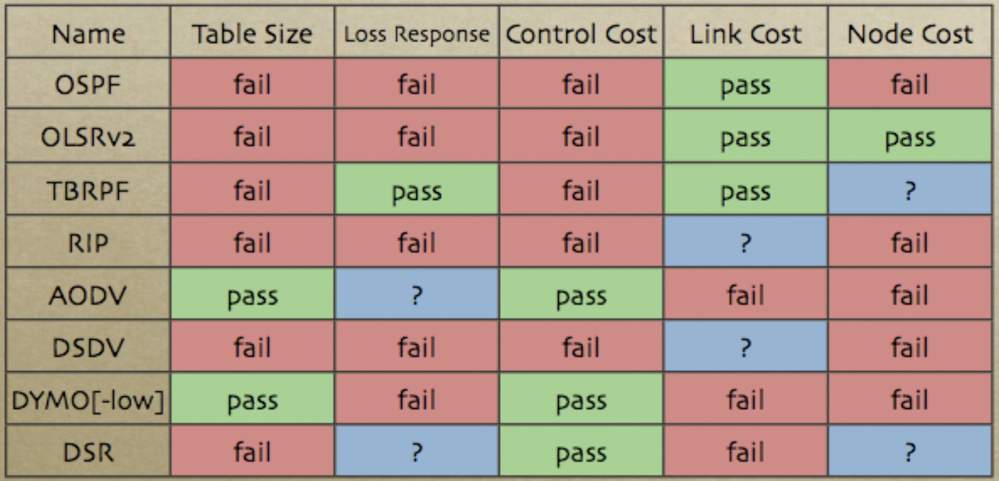 Name Table Size Loss Response Control Cost Link Cost Node Cost
OSPF fail fail fail pass fail
OLSRv2 fail fail fail pass pass
TBRPF fail pass fail pass ?
RIP fail fail fail ? fail
AODV pass ? pass fail fail
DSDV fail fail fail ? fail
DYMO[-low] pass fail pass fail fail
DSR fail ? pass fail ?